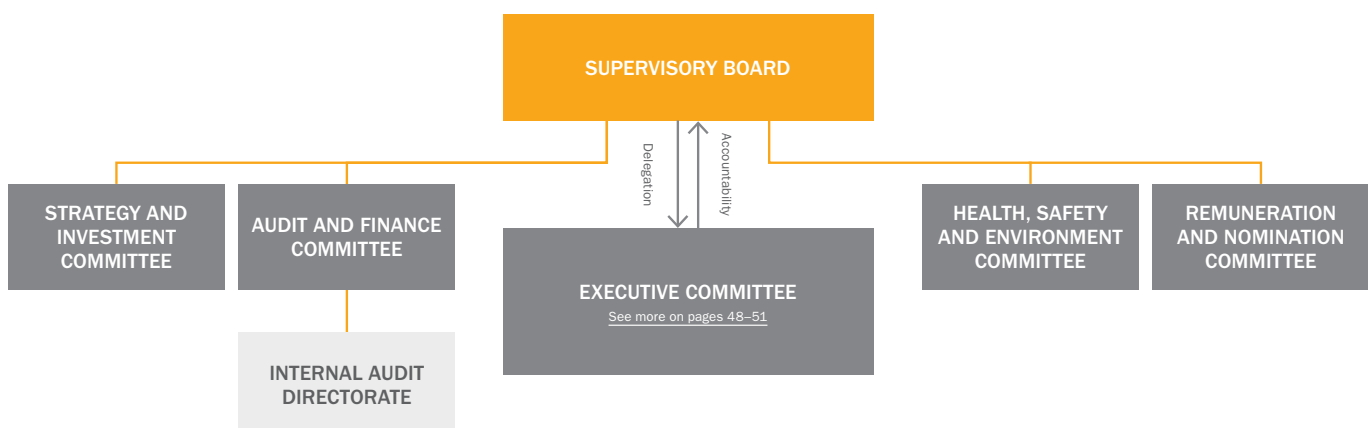 SUPERVISORY BOARD
Delegation
Accountability
STRATEGY AND
INVESTMENT
COMMITTEE
AUDIT AND FINANCE
COMMITTEE
EXECUTIVE COMMITTEE
See more on pages 48–51
HEALTH, SAFETY
AND ENVIRONMENT
COMMITTEE
REMUNERATION
AND NOMINATION
COMMITTEE
INTERNAL AUDIT
DIRECTORATE